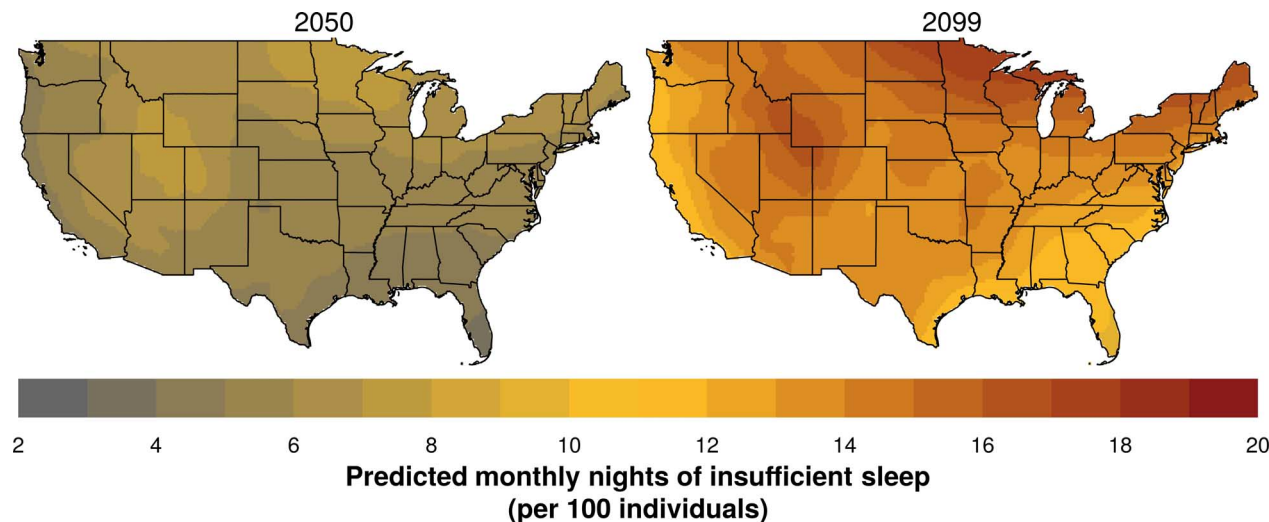 2050
2099
2 4 6 8 10 12 14 16 18 20
Predicted monthly nights of insufficient sleep
(per 100 individuals)